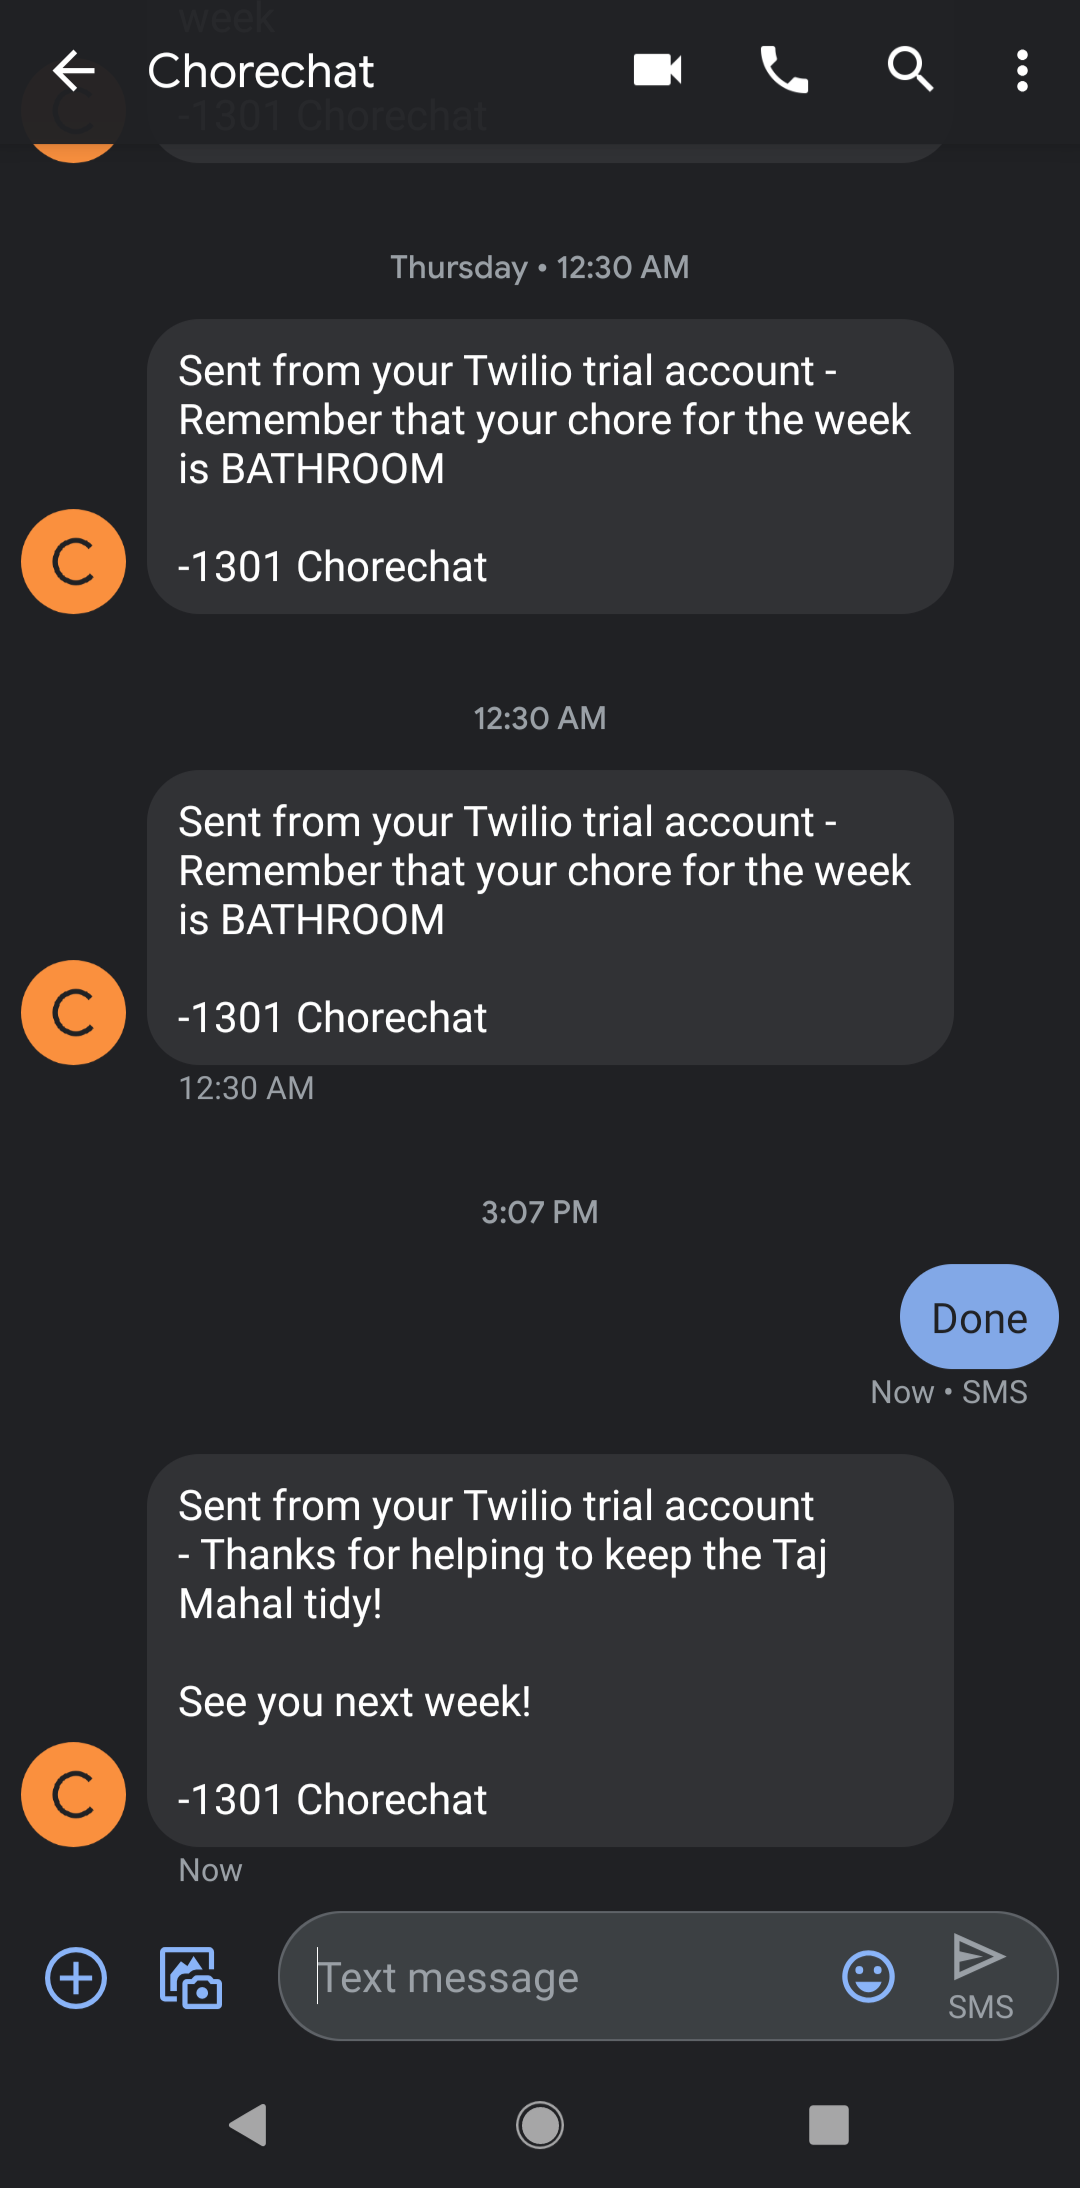 week
Chorechat
-1301 Chorechat
Thursday • 12:30 AM
Sent from your Twilio trial account -
Remember that your chore for the week
is BATHROOM
-1301 Chorechat
C
12:30 AM
Sent from your Twilio trial account -
Remember that your chore for the week
is BATHROOM
-1301 Chorechat
C
12:30 AM
3:07 PM
Done
Now • SMS
Sent from your Twilio trial account
- Thanks for helping to keep the Taj
Mahal tidy!
See you next week!
-1301 Chorechat
C
Now
Text message
SMS